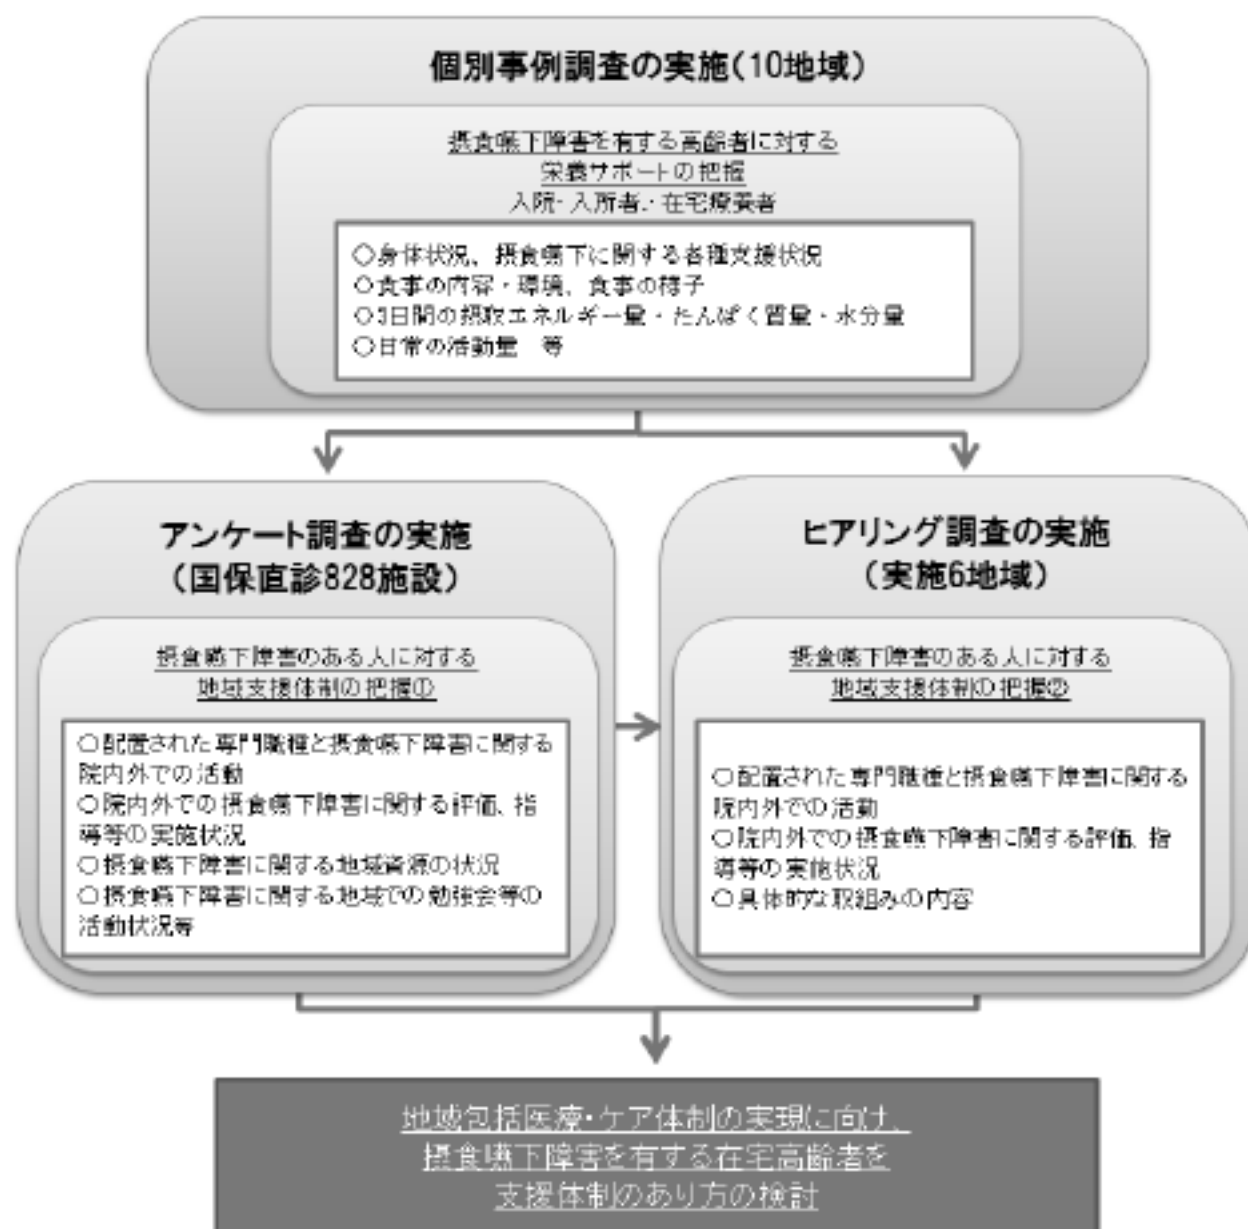 個別事例調査の実施(10地域)
摂食嚥下障害を有する高齢者に対する
栄養サポートの把握
入院・入所者・在宅療養者
○身体状況、摂食嚥下に関する各種支援状況
○食事の内容・環境、食事の様子
○3日間の摂取エネルギー量・たんぱく質量・水分量
○日常の活動量　等
アンケート調査の実施
(国保直診828施設)
摂食嚥下障害のある人に対する
地域支援体制の把握①
○配置された専門職種と摂食嚥下障害に関する
院内外での活動
○院内外での摂食嚥下障害に関する評価、指
導等の実施状況
○摂食嚥下障害に関する地域資源の状況
○摂食嚥下障害に関する地域での勉強会等の
活動状況等
ヒアリング調査の実施
(実施6地域)
摂食嚥下障害のある人に対する
地域支援体制の把握②
○配置された専門職種と摂食嚥下障害に関する
院内外での活動
○院内外での摂食嚥下障害に関する評価、指
導等の実施状況
○具体的な取組みの内容
地域包括医療・ケア体制の実現に向け、
摂食嚥下障害を有する在宅高齢者を
支援体制のあり方の検討